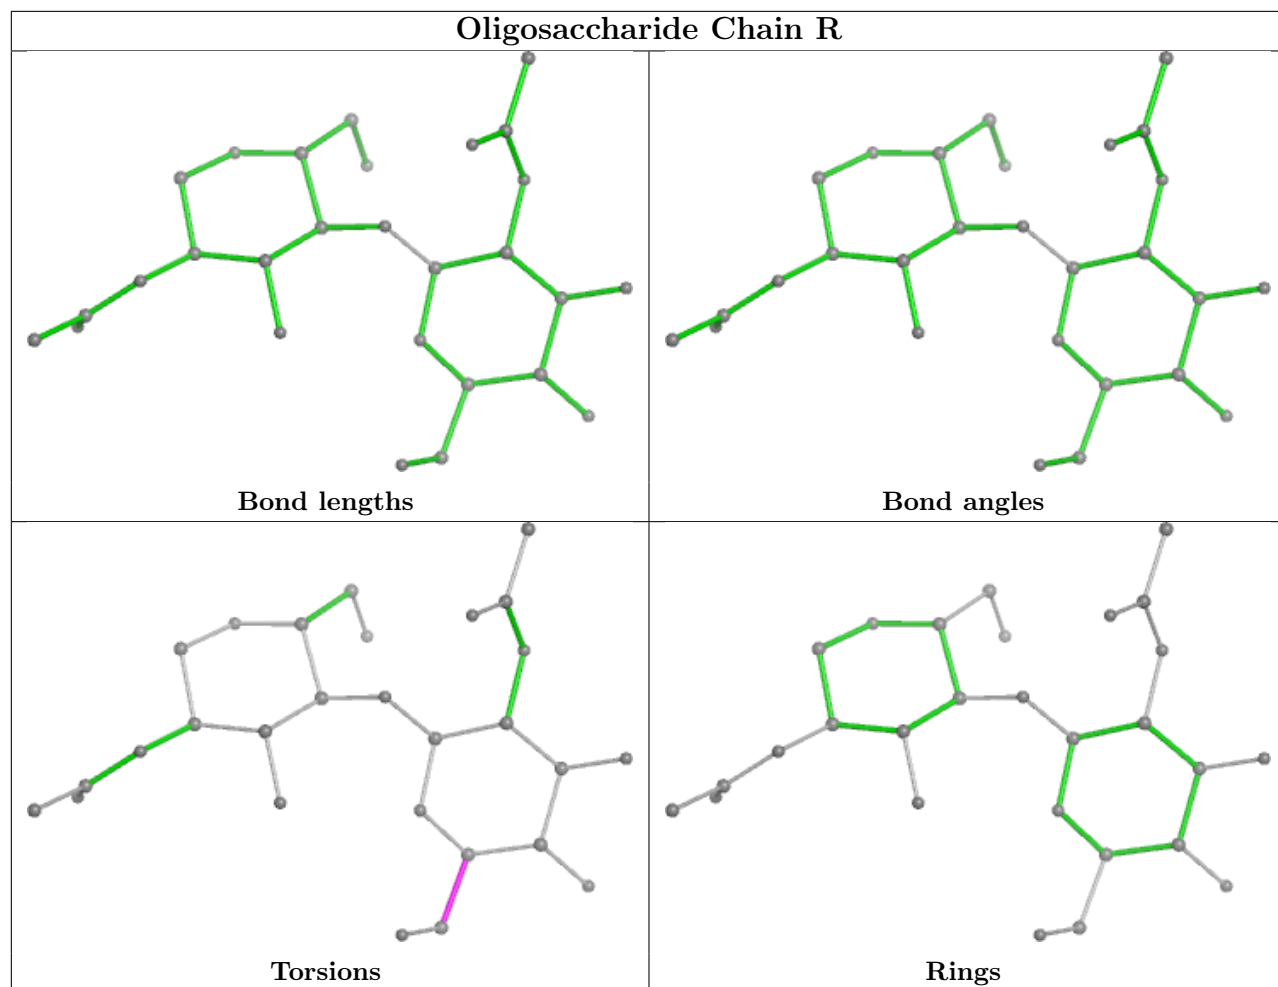 Oligosaccharide Chain R
Bond lengths
Bond angles
Torsions
Rings